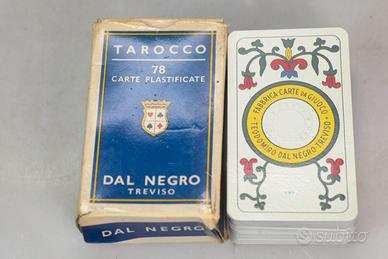 TAROCCO
78
CARTE PLASTIFICATE
DAL NEGRO
TREVISO
DAL NEGRO
FABBRICA CARTE DA GIUOCO
TEODOMIRO DAL NEGRO-TREVISO
SUBITO